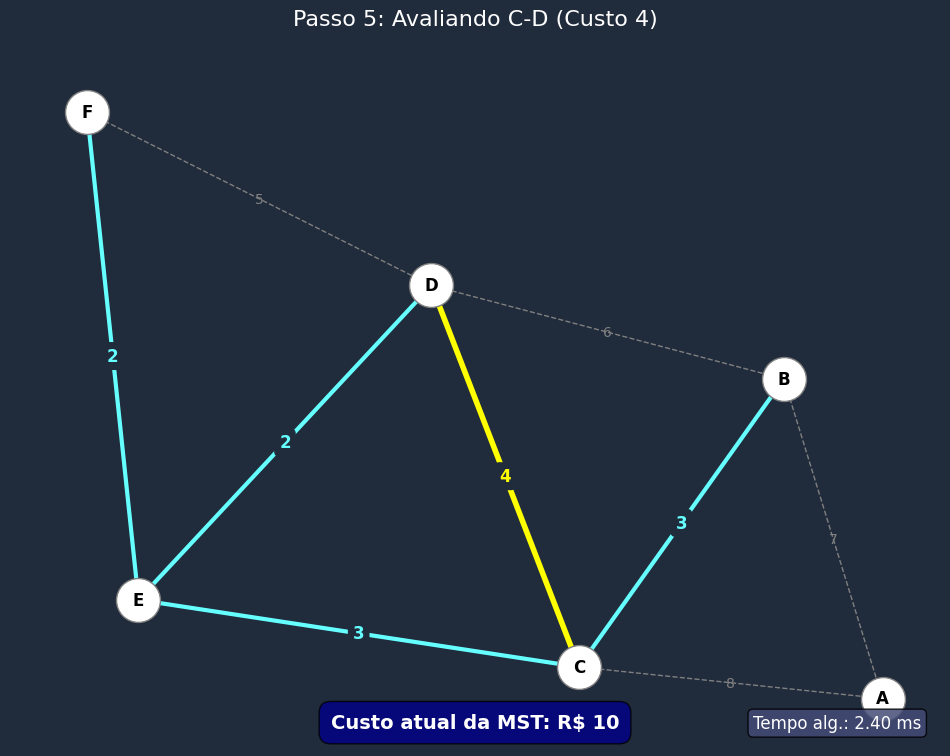 Passo 5: Avaliando C-D (Custo 4)
F
5
D
6
B
2
2
4
3
7
E
3
C
8
A
Custo atual da MST: R$ 10
Tempo alg.: 2.40 ms